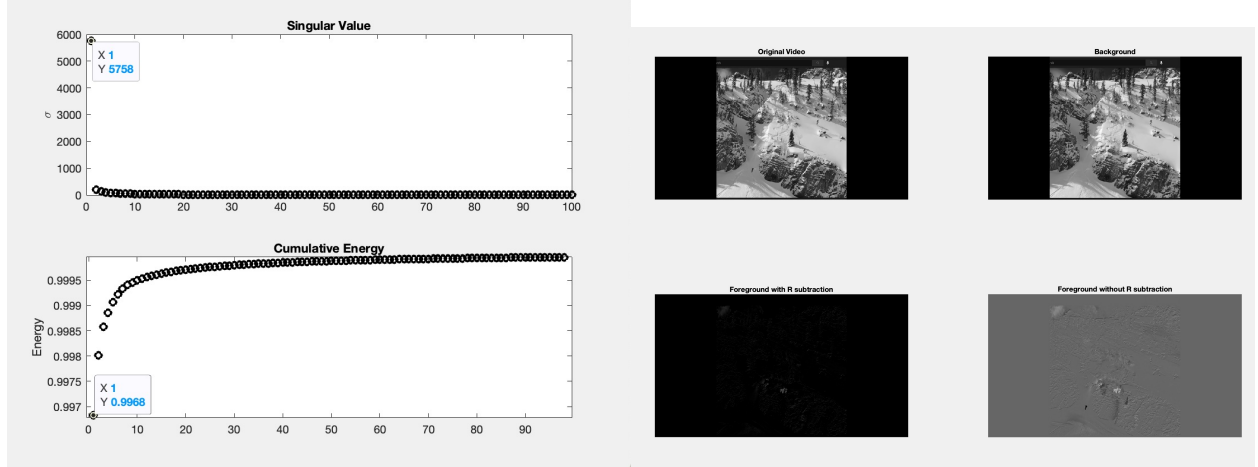 Singular Value
6000
5000
4000
3000
2000
1000
0
σ
X 1
Y 5758
0 10 20 30 40 50 60 70 80 90 100
Cumulative Energy
0.9995
0.999
0.9985
0.998
0.9975
0.997
Energy
X 1
Y 0.9968
0 10 20 30 40 50 60 70 80 90
Original Video
Background
Foreground with R subtraction
Foreground without R subtraction